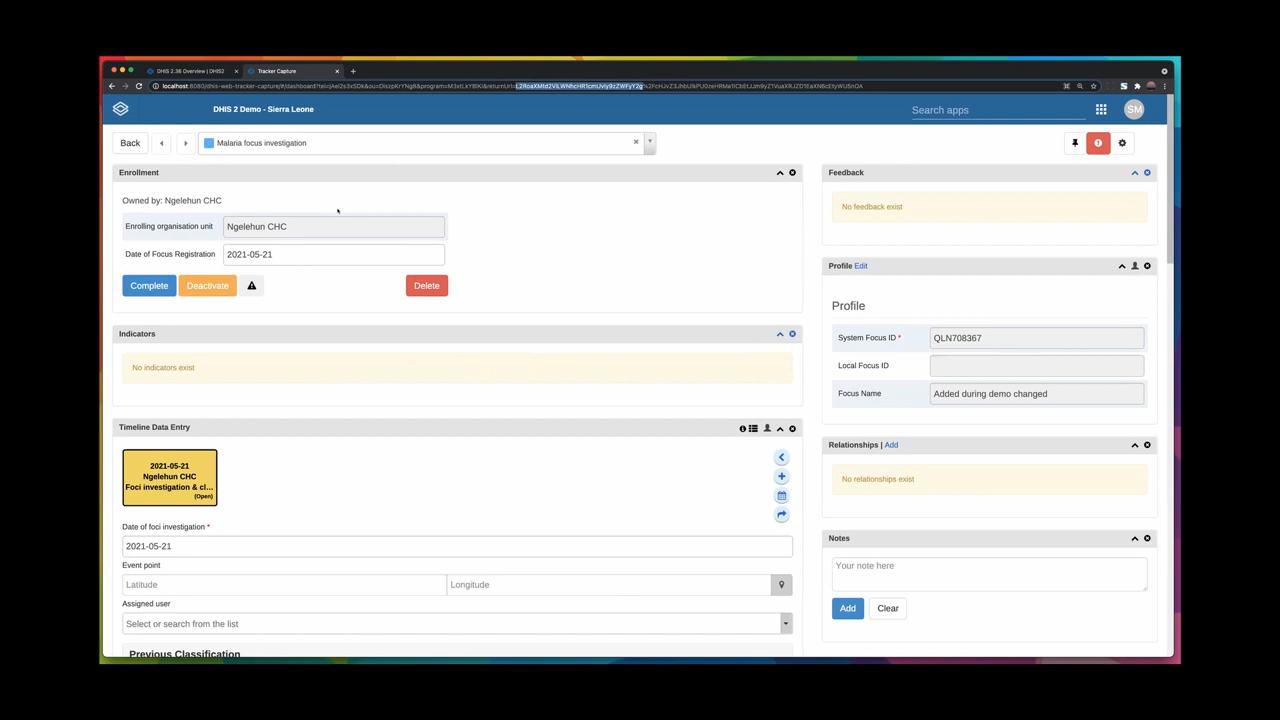 DHIS 2.36 Overview | DHIS2
Tracker Capture
DHIS 2 Demo - Sierra Leone
Search apps
SM
Back
Malaria focus investigation
Enrollment
Owned by: Ngelehun CHC
Enrolling organisation unit
Ngelehun CHC
Date of Focus Registration
2021-05-21
Complete
Deactivate
Delete
Indicators
No indicators exist
Timeline Data Entry
2021-05-21
Ngelehun CHC
Foci investigation & cl...
(Open)
Date of foci investigation *
2021-05-21
Event point
Latitude
Longitude
Assigned user
Select or search from the list
Previous Classification
Feedback
No feedback exist
Profile Edit
Profile
System Focus ID *
QLN708367
Local Focus ID
Focus Name
Added during demo changed
Relationships | Add
No relationships exist
Notes
Your note here
Add
Clear